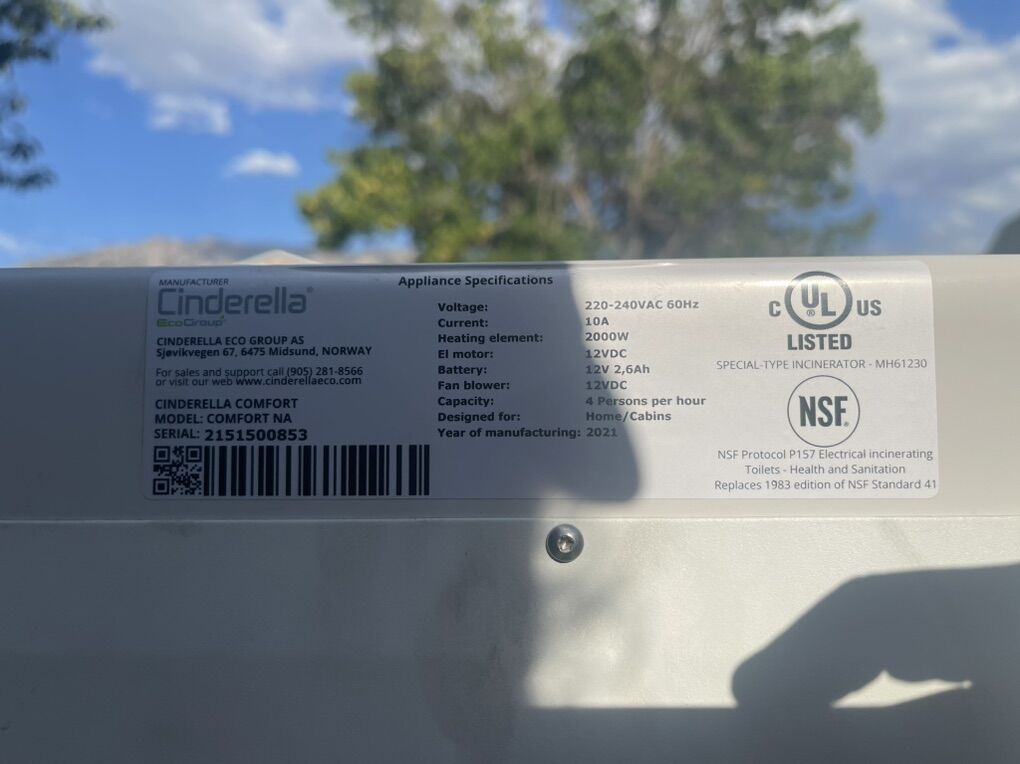 MANUFACTURER
Cinderella®
EcoGroup
CINDERELLA ECO GROUP AS
Sjøvikvegen 67, 6475 Midsund, NORWAY
For sales and support call (905) 281-8566
or visit our web www.cinderellaeco.com
CINDERELLA COMFORT
MODEL: COMFORT NA
SERIAL: 2151500853
Appliance Specifications
Voltage: 220-240VAC 60Hz
Current: 10A
Heating element: 2000W
El motor: 12VDC
Battery: 12V 2,6Ah
Fan blower: 12VDC
Capacity: 4 Persons per hour
Designed for: Home/Cabins
Year of manufacturing: 2021
C UL® US
LISTED
SPECIAL-TYPE INCINERATOR - MH61230
NSF®
NSF Protocol P157 Electrical incinerating
Toilets - Health and Sanitation
Replaces 1983 edition of NSF Standard 41